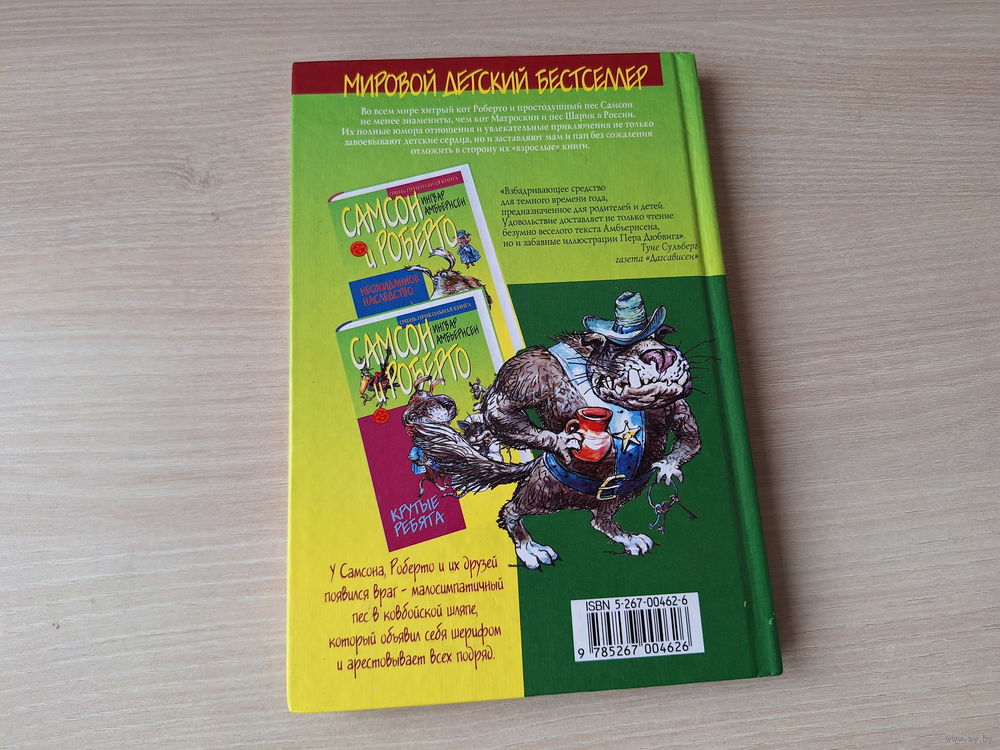 МИРОВОЙ ДЕТСКИЙ БЕСТСЕЛЛЕР
Во всем мире хитрый кот Роберто и простодушный пес Самсон
не менее знамениты, чем кот Матроскин и пес Шарик в России.
Их полные юмора отношения и увлекательные приключения не только
завоевывают детские сердца, но и заставляют мам и пап без сожаления
отложить в сторону их «взрослые» книги.
ОЧЕНЬ ПРИКОЛЬНАЯ КНИГА
ИНГВАР
АМБЬЕРНСЕН
САМСОН
и РОБЕРТО
НЕОЖИДАННОЕ
НАСЛЕДСТВО
«Взбадривающее средство
для темного времени года,
предназначенное для родителей и детей.
Удовольствие доставляет не только чтение
безумно веселого текста Амбьернсена,
но и забавные иллюстрации Пера Дюбвига».
Туне Сульберг
газета «Дагсависен»
ОЧЕНЬ ПРИКОЛЬНАЯ КНИГА
ИНГВАР
АМБЬЕРНСЕН
САМСОН
и РОБЕРТО
КРУТЫЕ
РЕБЯТА
У Самсона, Роберто и их друзей
появился враг - малосимпатичный
пес в ковбойской шляпе,
который объявил себя шерифом
и арестовывает всех подряд.
ISBN 5-267-00462-6
9 785267 004626
www.ay.by